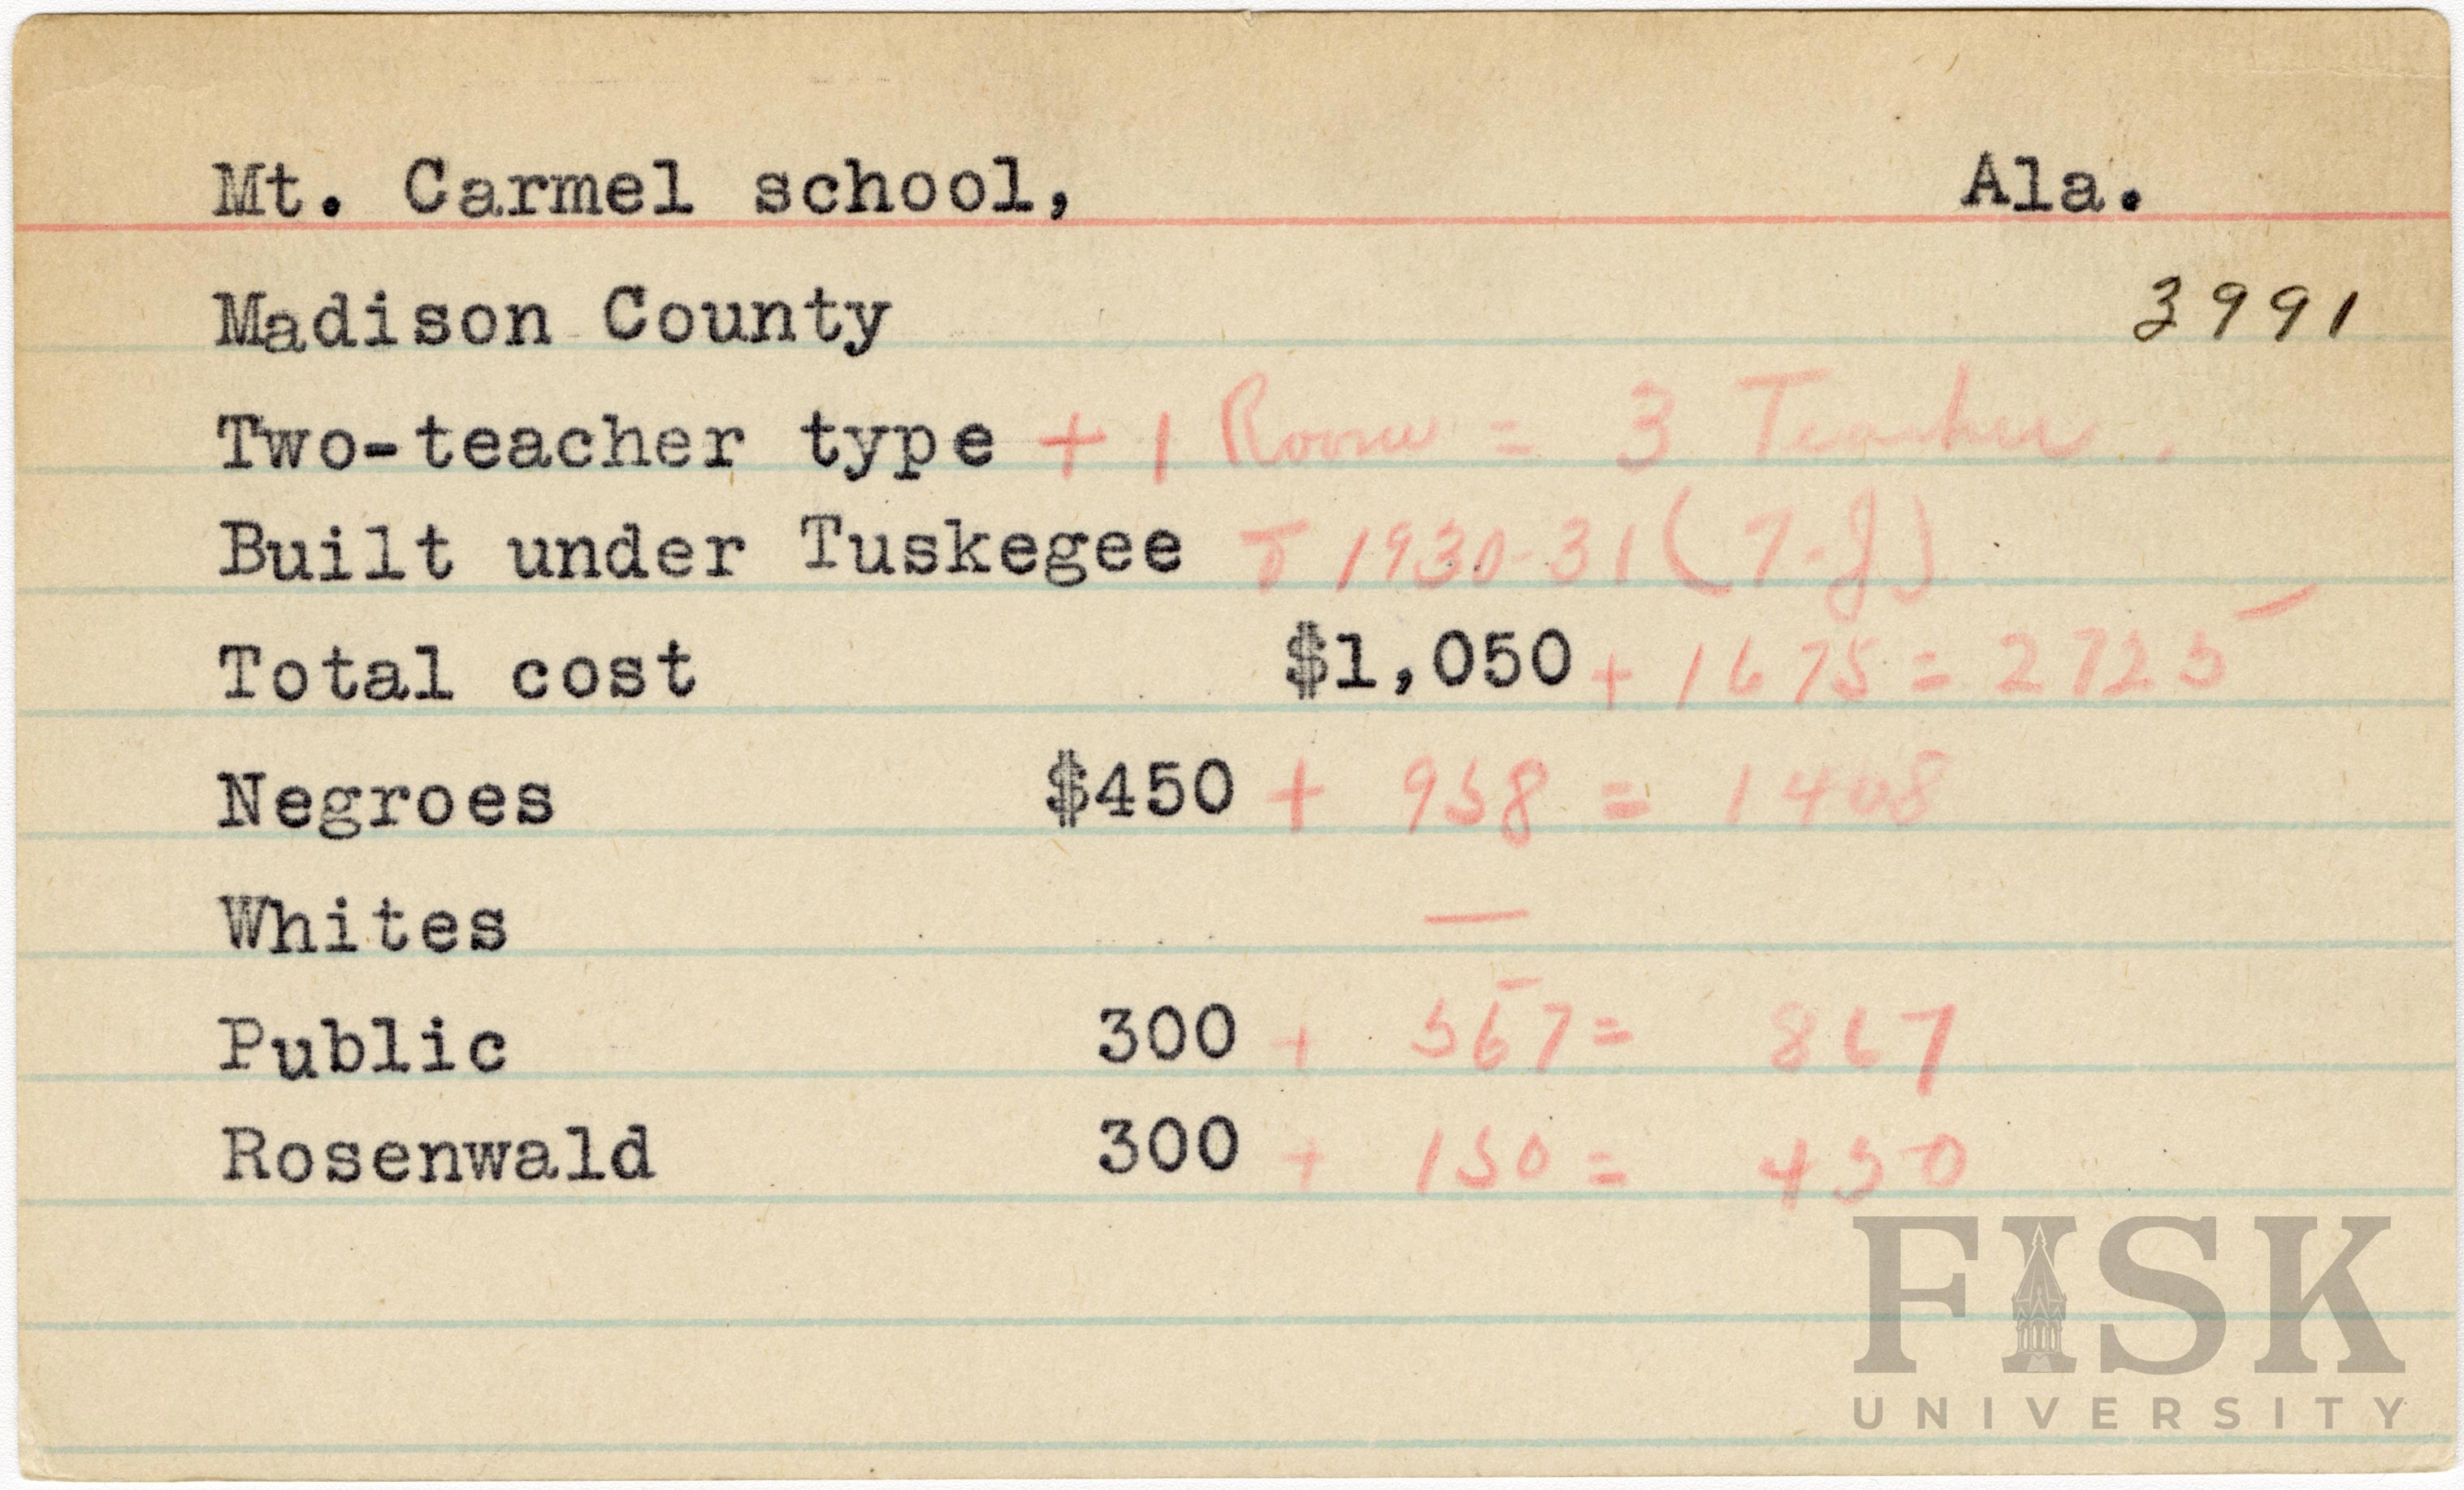 Mt. Carmel school, Ala.
Madison County 3991
Two-teacher type + 1 Room = 3 Teacher.
Built under Tuskegee 1930-31 (7-J)
Total cost $1,050 + 1675 = 2725
Negroes $450 + 958 = 1408
Whites —
Public 300 + 567 = 867
Rosenwald 300 + 150 = 450
FISK
UNIVERSITY